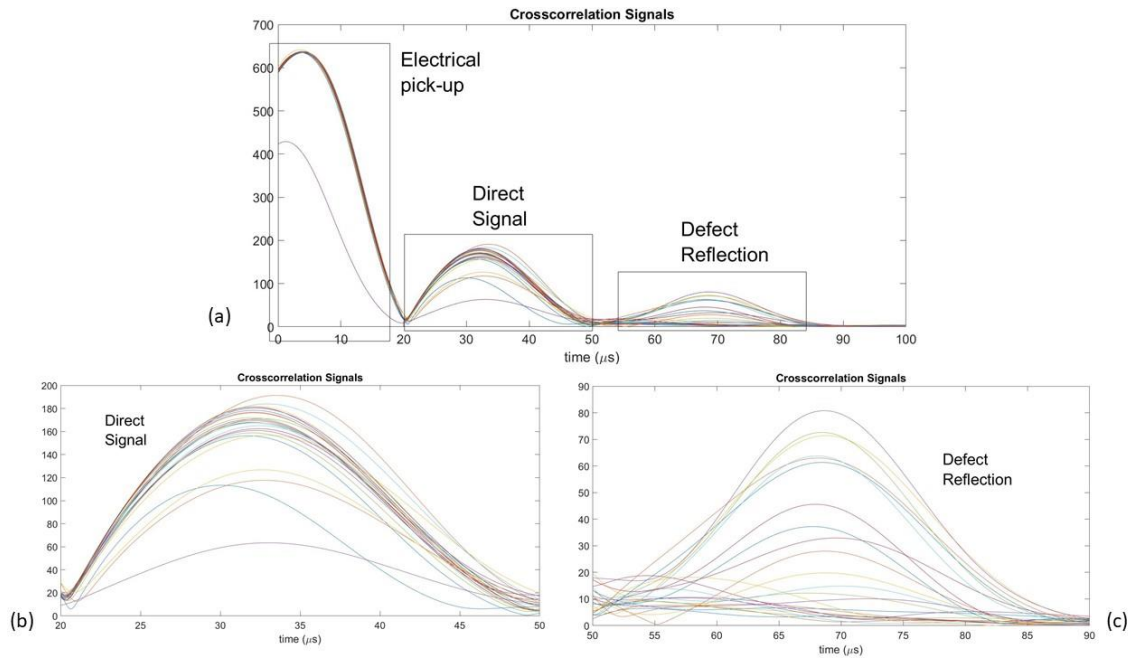 Crosscorrelation Signals
700
600
500
400
300
200
100
0
Electrical
pick-up
Direct
Signal
Defect
Reflection
0 10 20 30 40 50 60 70 80 90 100
time (μs)
(a)
Crosscorrelation Signals
200
180
160
140
120
100
80
60
40
20
0
Direct
Signal
20 25 30 35 40 45 50
time (μs)
(b)
Crosscorrelation Signals
90
80
70
60
50
40
30
20
10
0
Defect
Reflection
50 55 60 65 70 75 80 85 90
time (μs)
(c)